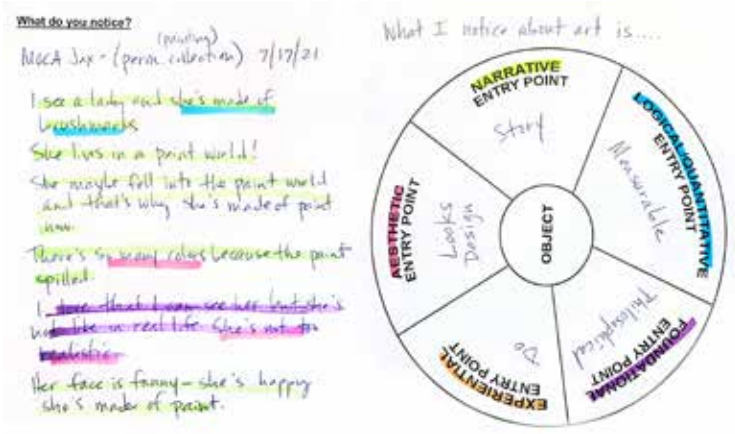 What do you notice?
(painting)
MOCA Jax - (perm collection) 7/17/21
I see a lady and she's made of
brushmarks
She lives in a paint world!
She maybe fell into the paint world
and that's why she's made of paint
now.
There's so many colors because the paint
spilled.
I love that I can see her but she's
not like in real life. She's not too
realistic.
Her face is funny - she's happy
she's made of paint.
What I notice about art is....
NARRATIVE
ENTRY POINT
Story
LOGICAL/QUANTITATIVE
ENTRY POINT
Measurable
FOUNDATIONAL
ENTRY POINT
Philosophical
EXPERIENTIAL
ENTRY POINT
Do
AESTHETIC
ENTRY POINT
Looks
Design
OBJECT